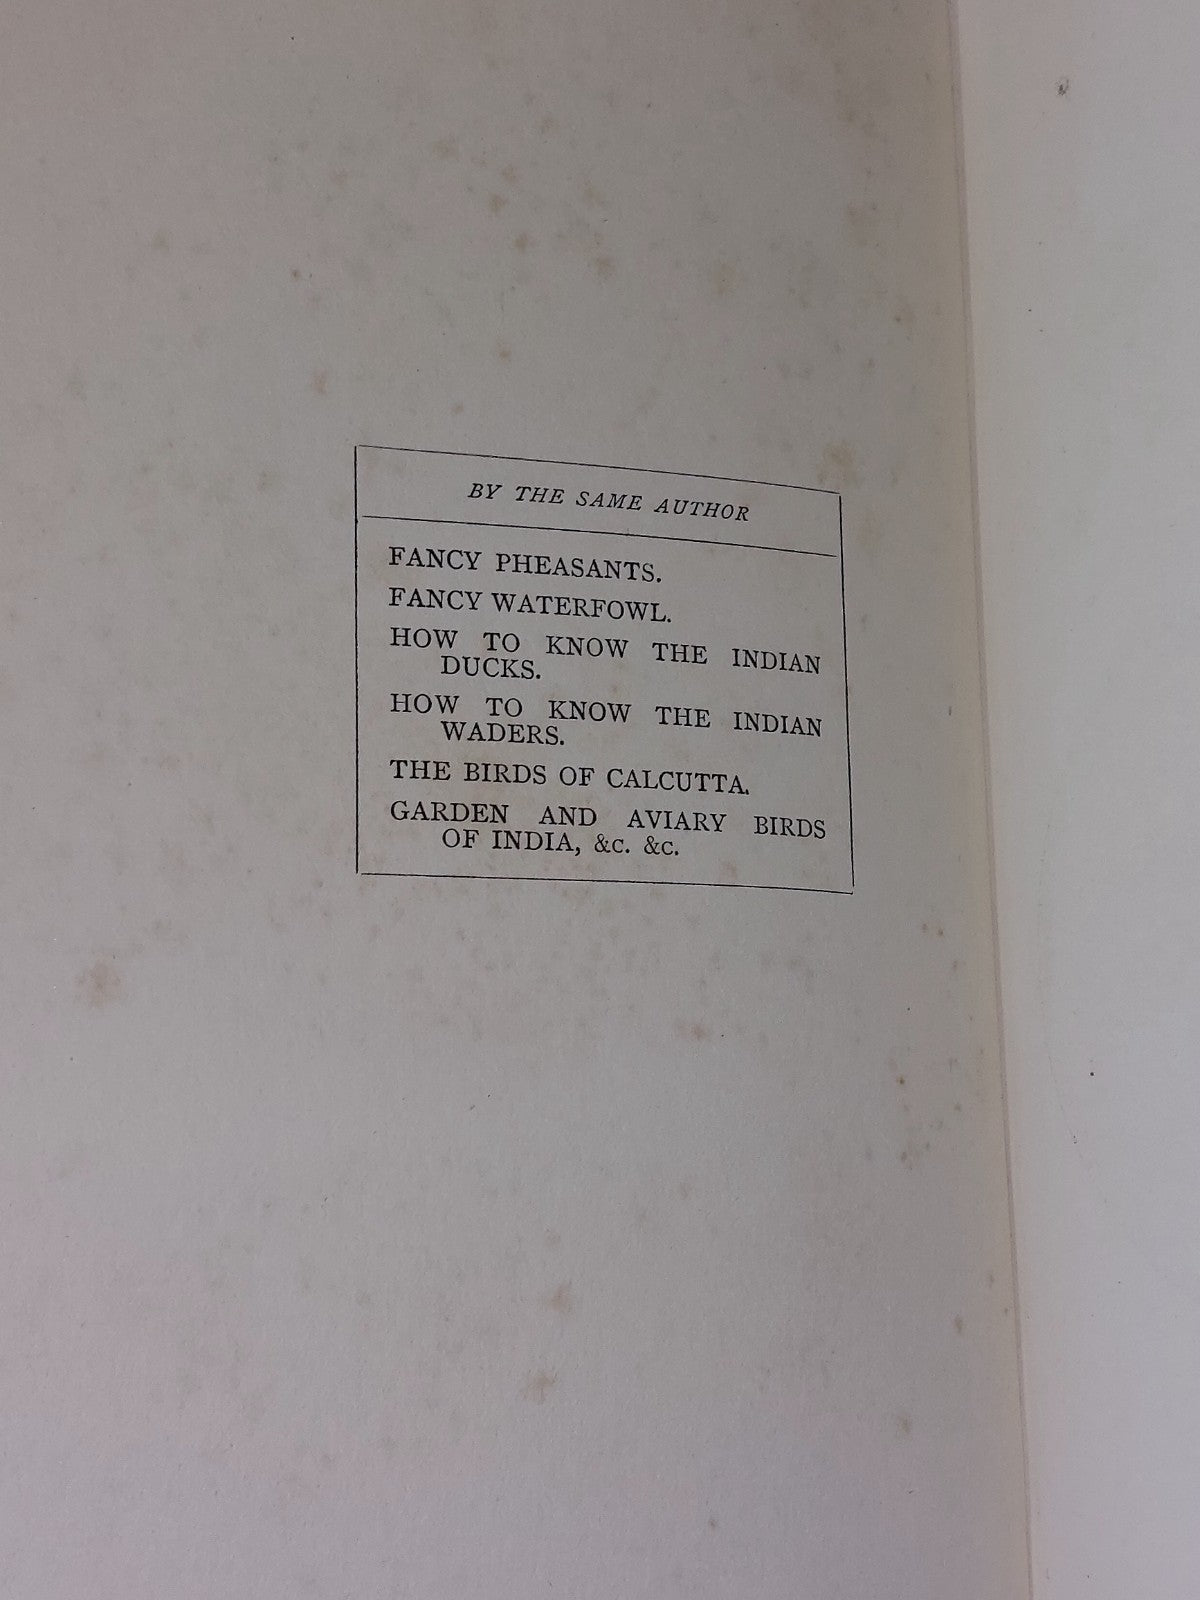 BY THE SAME AUTHOR
FANCY PHEASANTS.
FANCY WATERFOWL.
HOW TO KNOW THE INDIAN
DUCKS.
HOW TO KNOW THE INDIAN
WADERS.
THE BIRDS OF CALCUTTA.
GARDEN AND AVIARY BIRDS
OF INDIA, &c. &c.